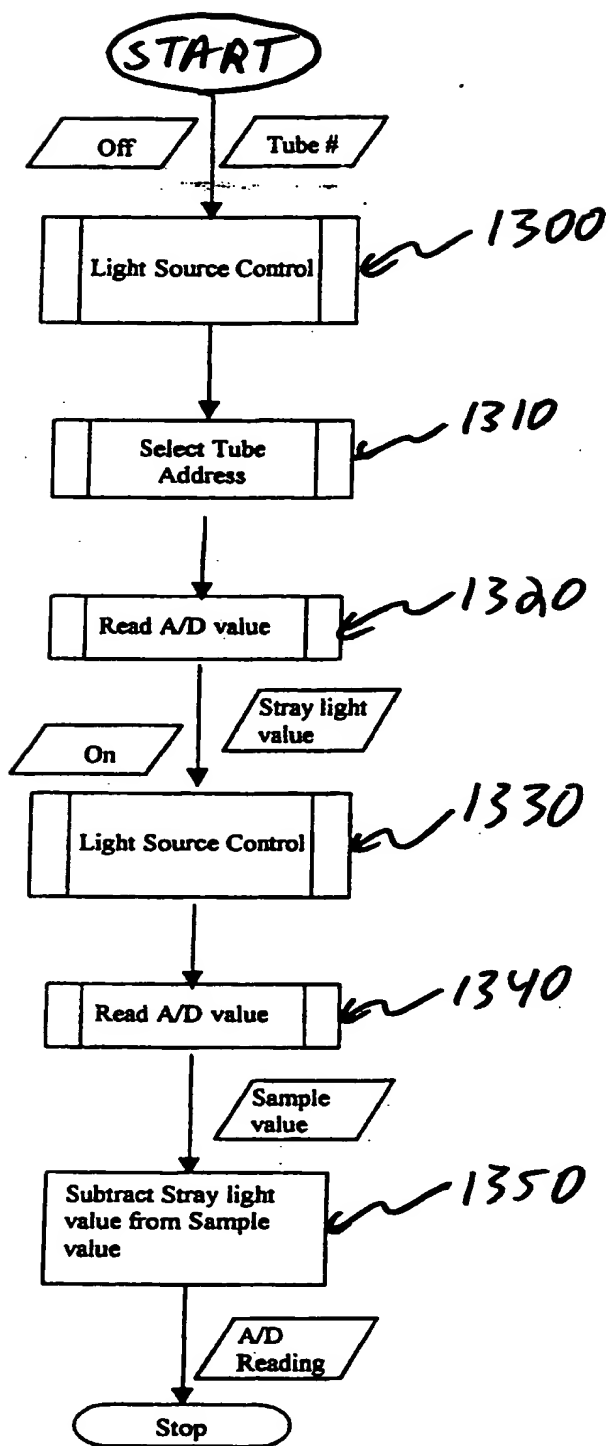 START
Off
Tube #
1300
Light Source Control
1310
Select Tube
Address
1320
Read A/D value
Stray light
value
On
1330
Light Source Control
1340
Read A/D value
Sample
value
1350
Subtract Stray light
value from Sample
value
A/D
Reading
Stop